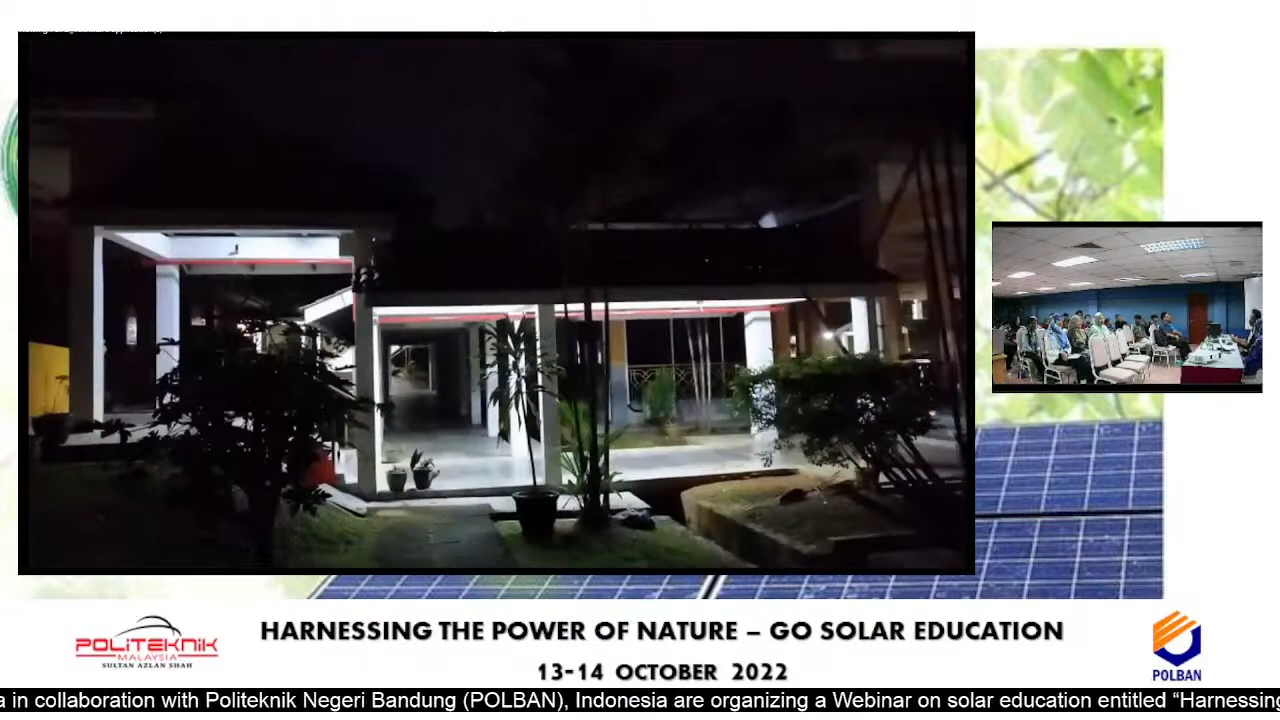 POLITEKNIK
MALAYSIA
SULTAN AZLAN SHAH
HARNESSING THE POWER OF NATURE – GO SOLAR EDUCATION
13-14 OCTOBER 2022
POLBAN
a in collaboration with Politeknik Negeri Bandung (POLBAN), Indonesia are organizing a Webinar on solar education entitled “Harnessing